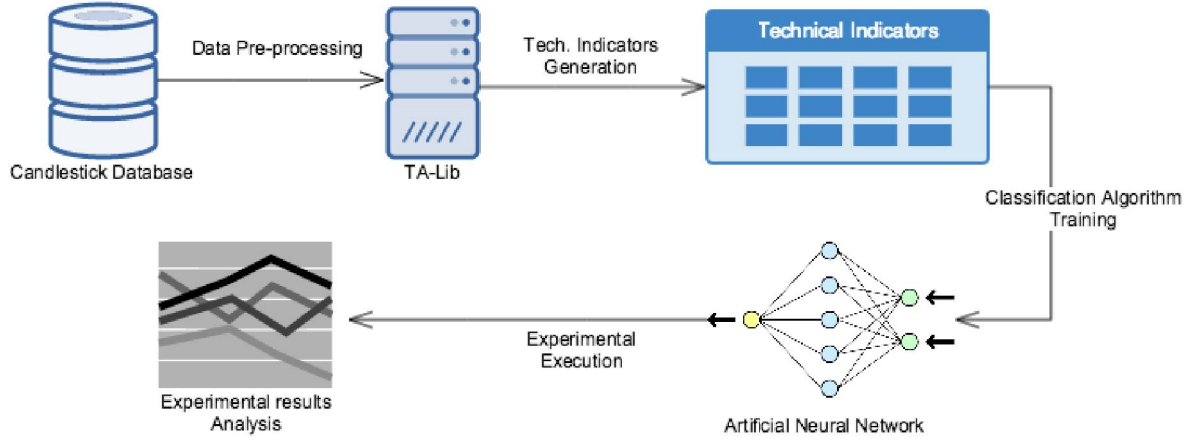 Data Pre-processing
Tech. Indicators
Generation
Technical Indicators
Candlestick Database
TA-Lib
Classification Algorithm
Training
Experimental
Execution
Experimental results
Analysis
Artificial Neural Network